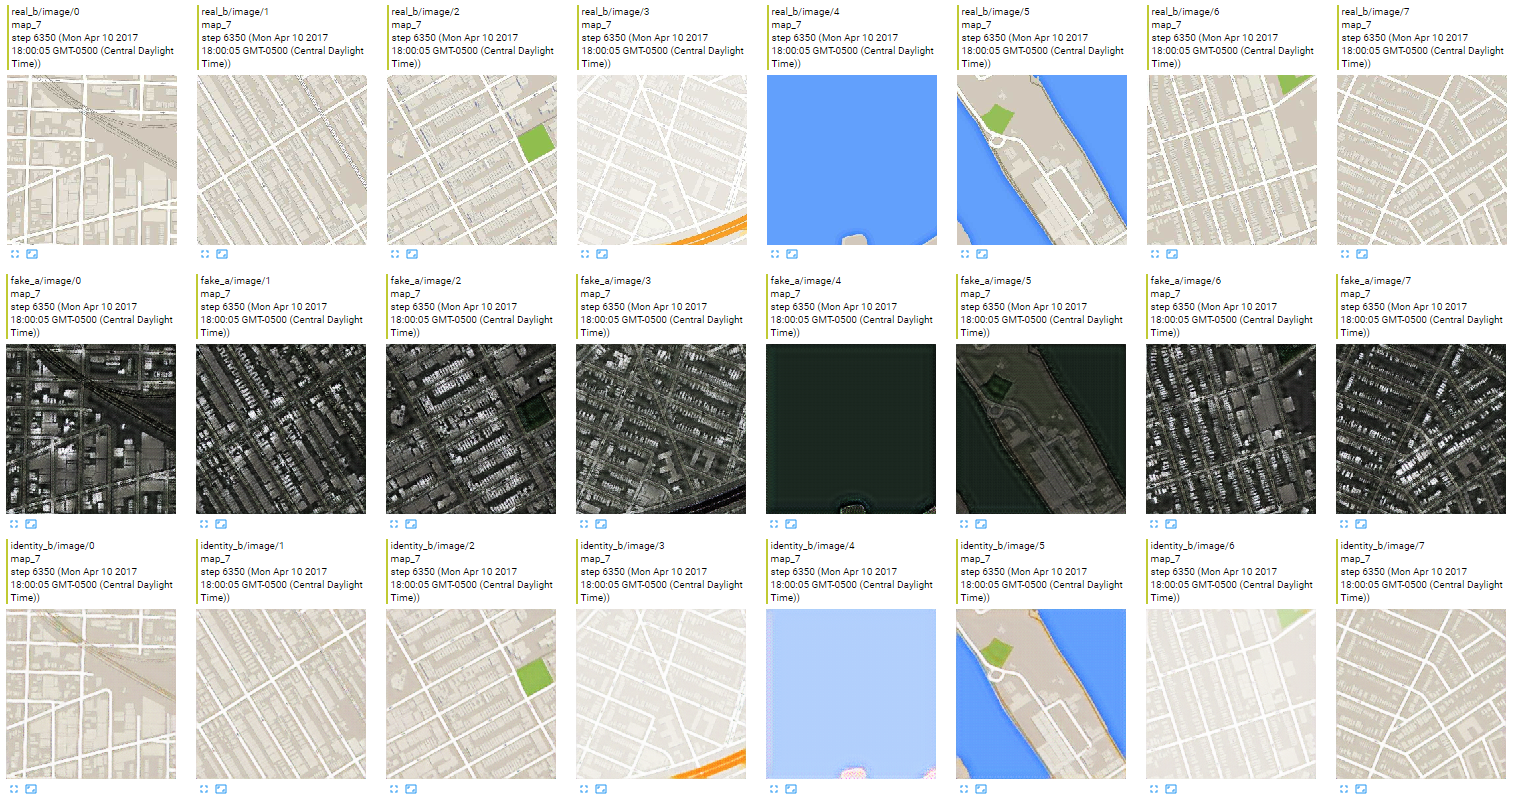 real_b/image/0
map_7
step 6350 (Mon Apr 10 2017
18:00:05 GMT-0500 (Central Daylight
Time))
real_b/image/1
map_7
step 6350 (Mon Apr 10 2017
18:00:05 GMT-0500 (Central Daylight
Time))
real_b/image/2
map_7
step 6350 (Mon Apr 10 2017
18:00:05 GMT-0500 (Central Daylight
Time))
real_b/image/3
map_7
step 6350 (Mon Apr 10 2017
18:00:05 GMT-0500 (Central Daylight
Time))
real_b/image/4
map_7
step 6350 (Mon Apr 10 2017
18:00:05 GMT-0500 (Central Daylight
Time))
real_b/image/5
map_7
step 6350 (Mon Apr 10 2017
18:00:05 GMT-0500 (Central Daylight
Time))
real_b/image/6
map_7
step 6350 (Mon Apr 10 2017
18:00:05 GMT-0500 (Central Daylight
Time))
real_b/image/7
map_7
step 6350 (Mon Apr 10 2017
18:00:05 GMT-0500 (Central Daylight
Time))
fake_a/image/0
map_7
step 6350 (Mon Apr 10 2017
18:00:05 GMT-0500 (Central Daylight
Time))
fake_a/image/1
map_7
step 6350 (Mon Apr 10 2017
18:00:05 GMT-0500 (Central Daylight
Time))
fake_a/image/2
map_7
step 6350 (Mon Apr 10 2017
18:00:05 GMT-0500 (Central Daylight
Time))
fake_a/image/3
map_7
step 6350 (Mon Apr 10 2017
18:00:05 GMT-0500 (Central Daylight
Time))
fake_a/image/4
map_7
step 6350 (Mon Apr 10 2017
18:00:05 GMT-0500 (Central Daylight
Time))
fake_a/image/5
map_7
step 6350 (Mon Apr 10 2017
18:00:05 GMT-0500 (Central Daylight
Time))
fake_a/image/6
map_7
step 6350 (Mon Apr 10 2017
18:00:05 GMT-0500 (Central Daylight
Time))
fake_a/image/7
map_7
step 6350 (Mon Apr 10 2017
18:00:05 GMT-0500 (Central Daylight
Time))
identity_b/image/0
map_7
step 6350 (Mon Apr 10 2017
18:00:05 GMT-0500 (Central Daylight
Time))
identity_b/image/1
map_7
step 6350 (Mon Apr 10 2017
18:00:05 GMT-0500 (Central Daylight
Time))
identity_b/image/2
map_7
step 6350 (Mon Apr 10 2017
18:00:05 GMT-0500 (Central Daylight
Time))
identity_b/image/3
map_7
step 6350 (Mon Apr 10 2017
18:00:05 GMT-0500 (Central Daylight
Time))
identity_b/image/4
map_7
step 6350 (Mon Apr 10 2017
18:00:05 GMT-0500 (Central Daylight
Time))
identity_b/image/5
map_7
step 6350 (Mon Apr 10 2017
18:00:05 GMT-0500 (Central Daylight
Time))
identity_b/image/6
map_7
step 6350 (Mon Apr 10 2017
18:00:05 GMT-0500 (Central Daylight
Time))
identity_b/image/7
map_7
step 6350 (Mon Apr 10 2017
18:00:05 GMT-0500 (Central Daylight
Time))